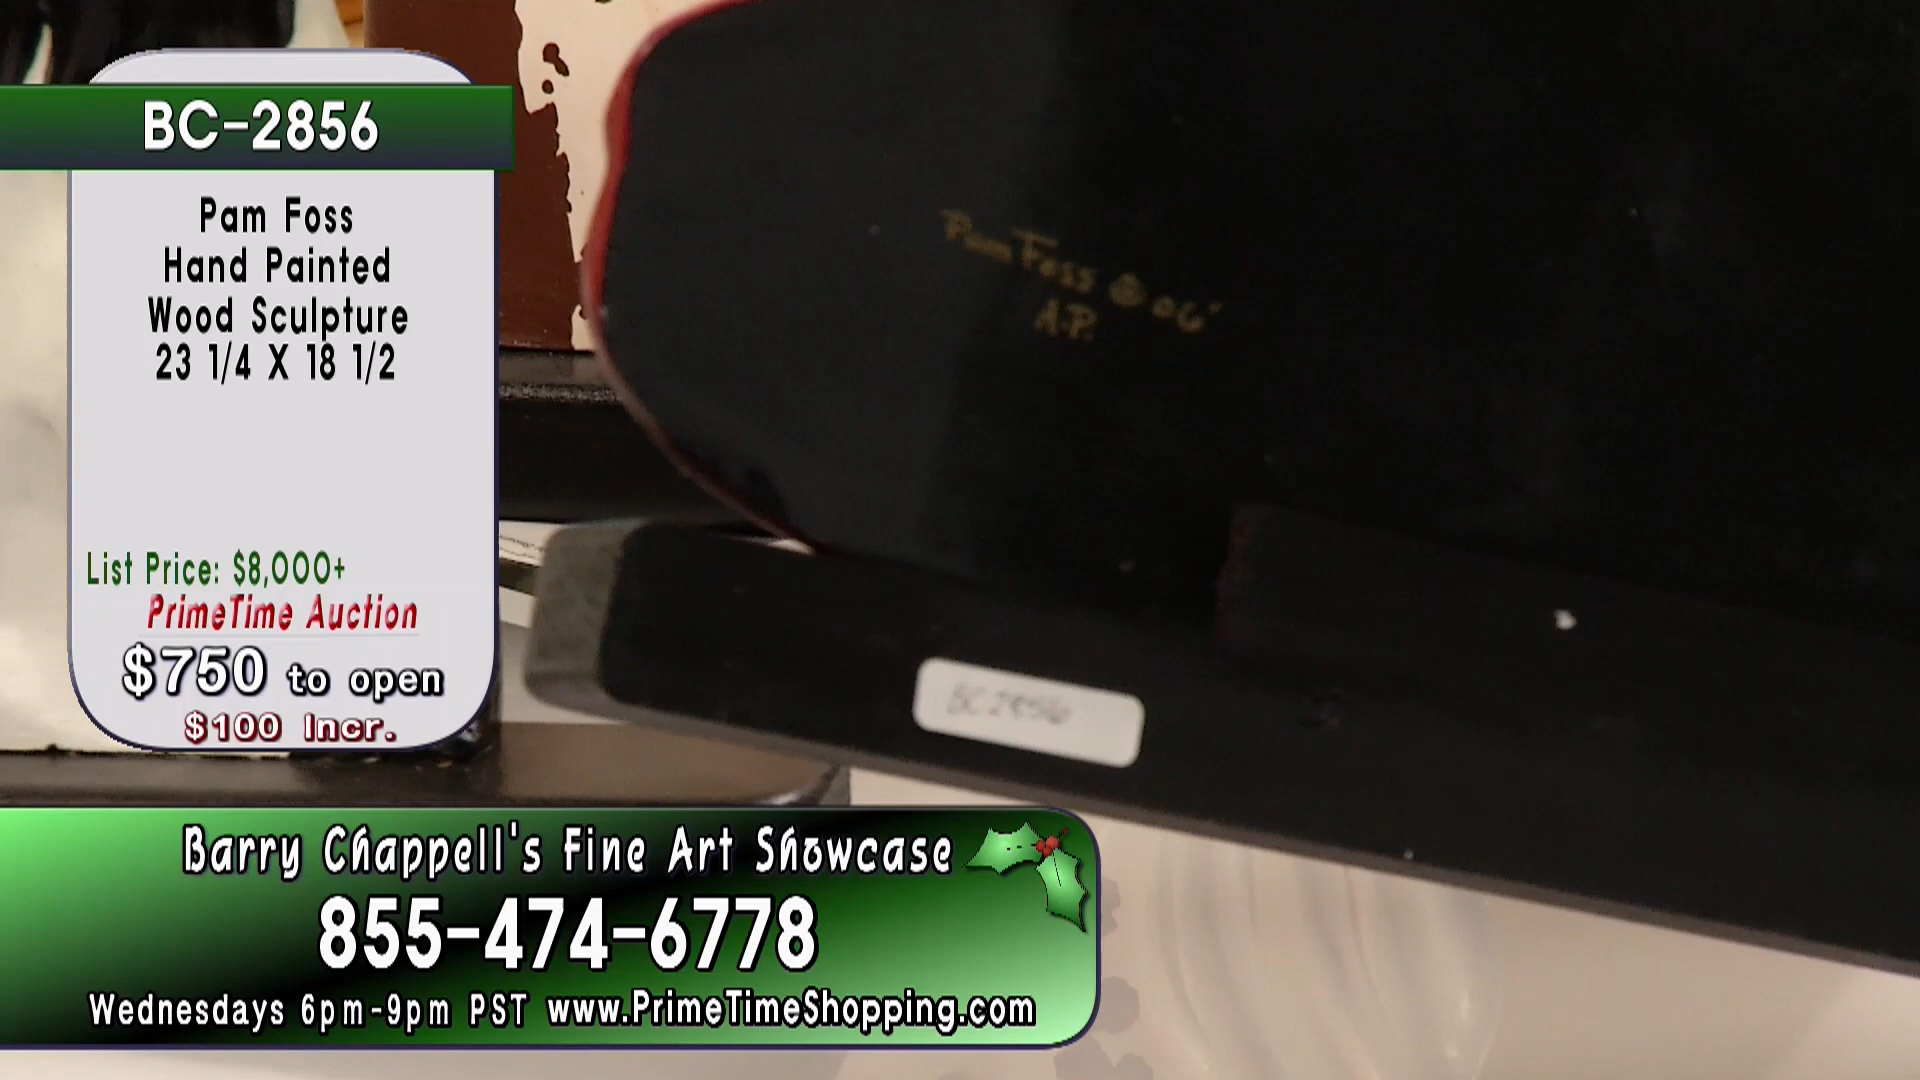 BC-2856
Pam Foss
Hand Painted
Wood Sculpture
23 1/4 X 18 1/2
List Price: $8,000+
PrimeTime Auction
$750 to open
$100 Incr.
Pam Foss © 06'
A.P.
BC2856
Barry Chappell's Fine Art Showcase
855-474-6778
Wednesdays 6pm-9pm PST www.PrimeTimeShopping.com